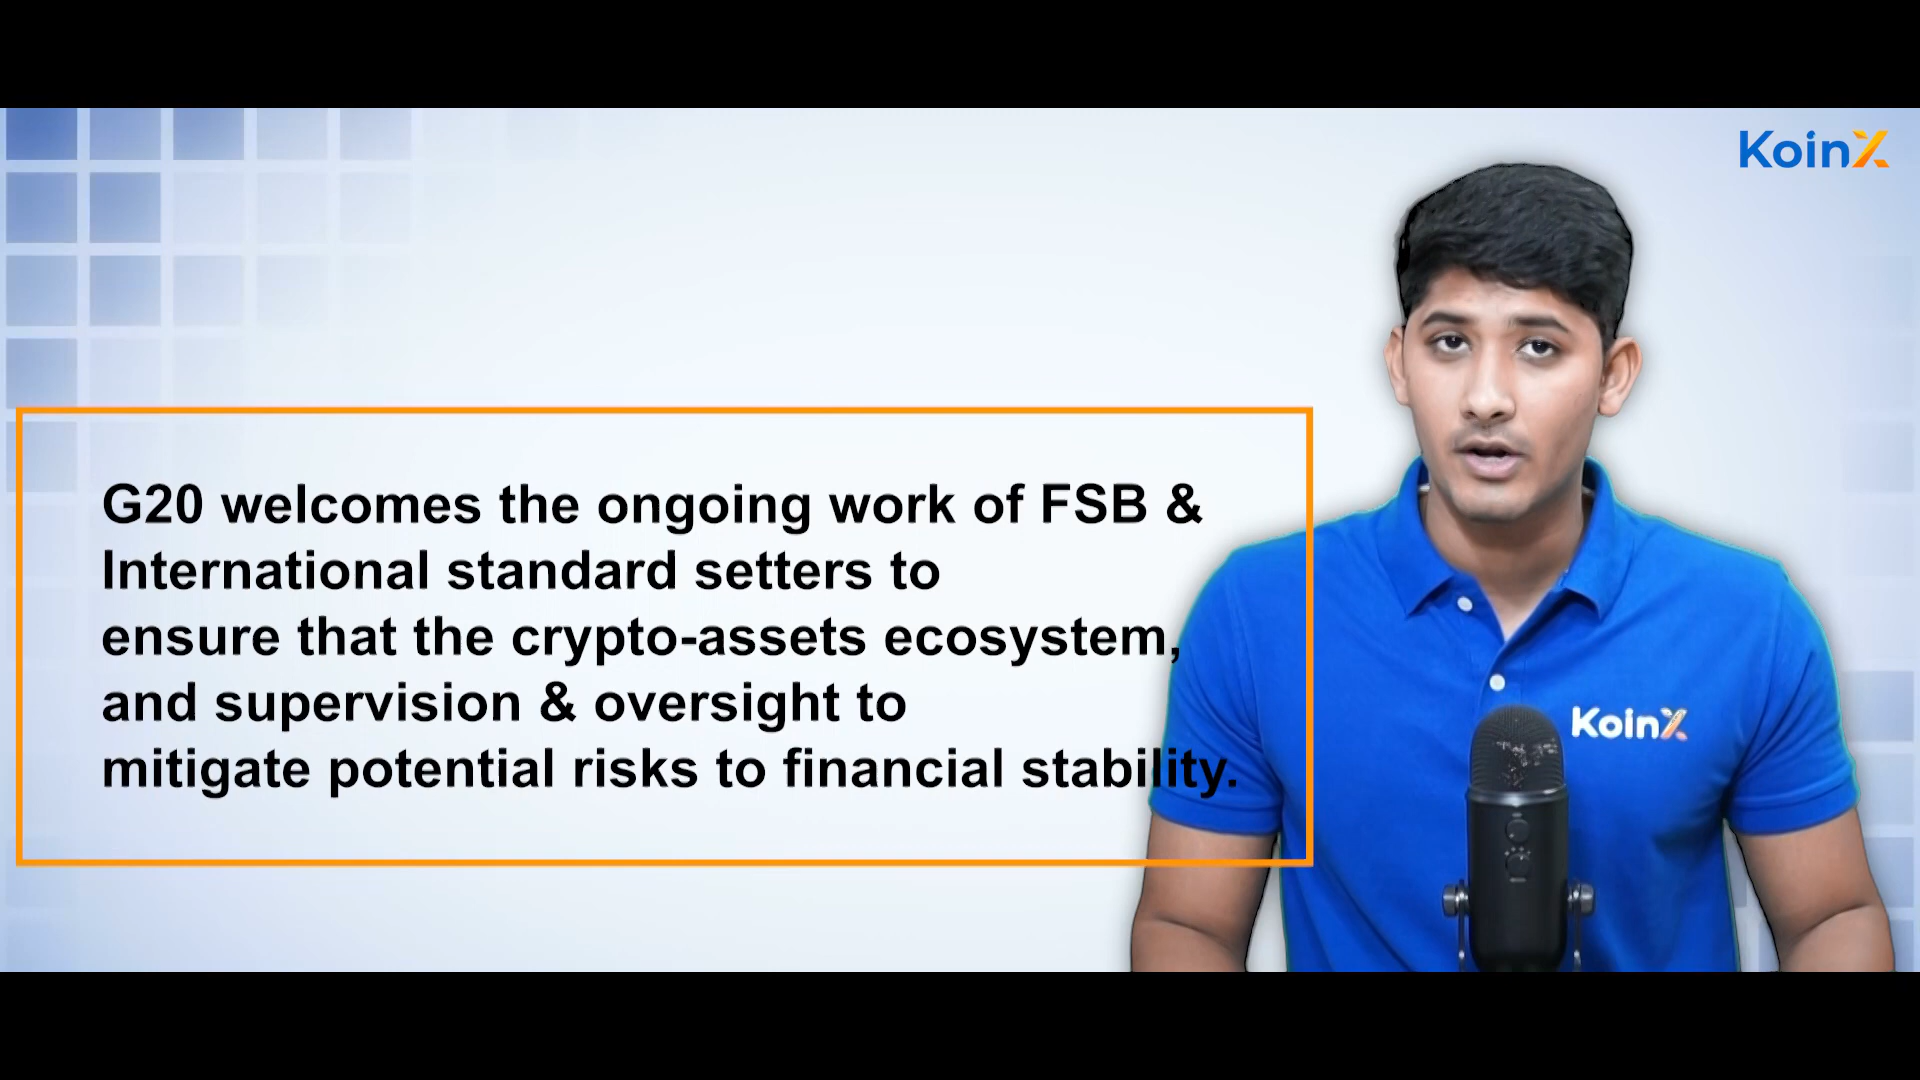 KoinX
G20 welcomes the ongoing work of FSB &
International standard setters to
ensure that the crypto-assets ecosystem,
and supervision & oversight to
mitigate potential risks to financial stability.
KoinX